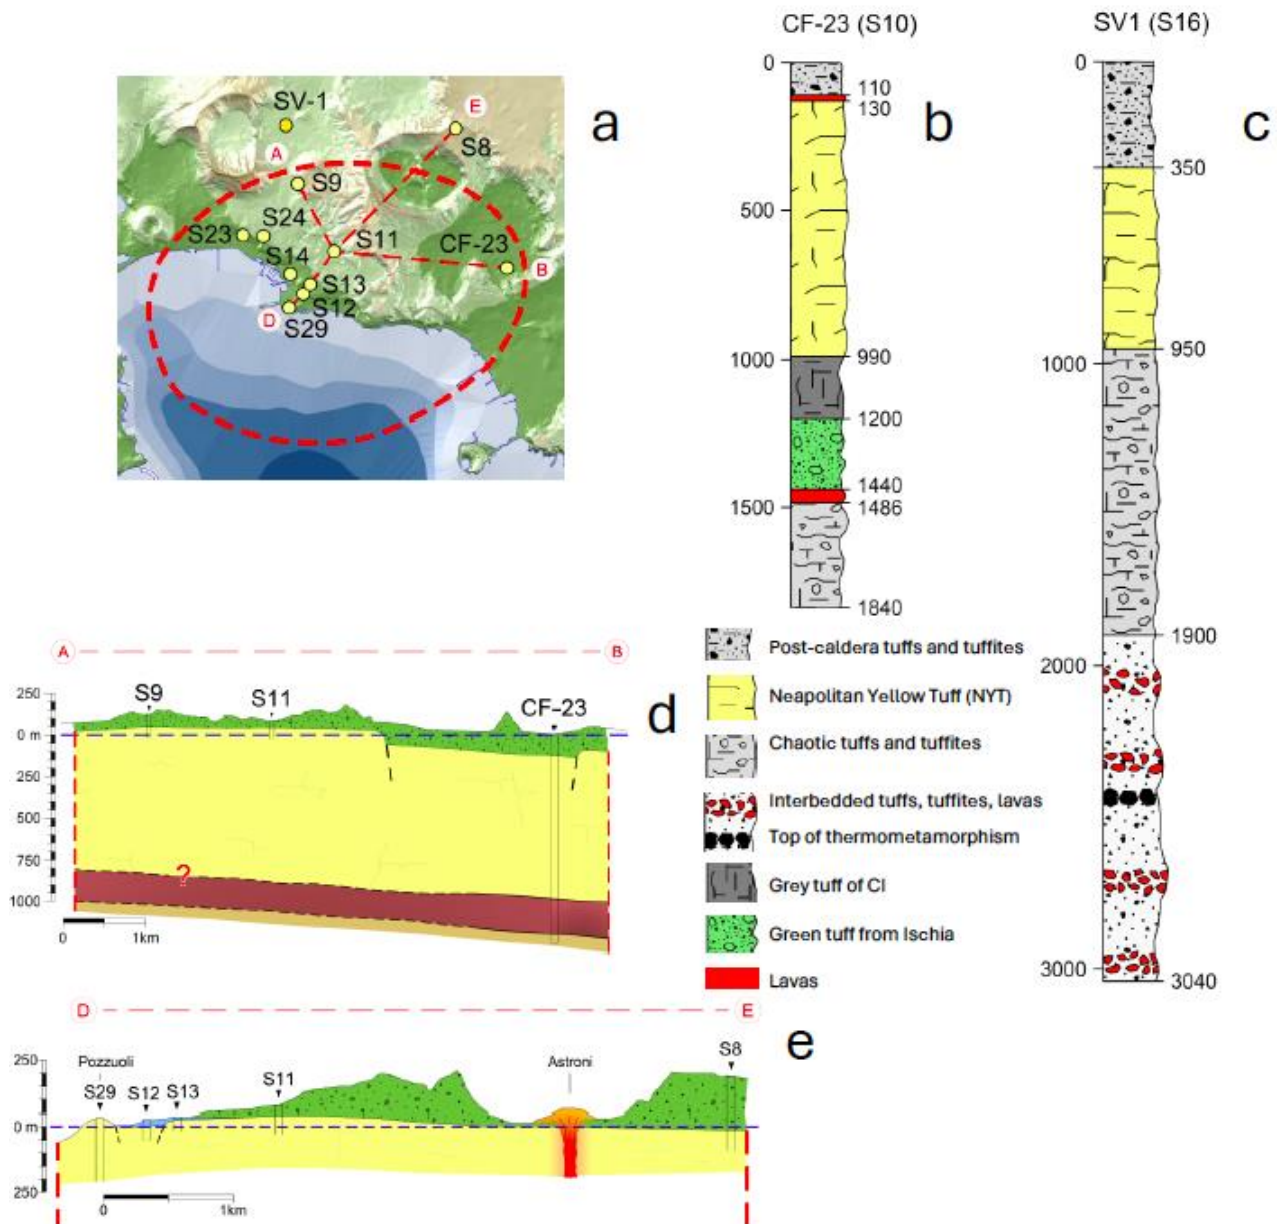 CF-23 (S10)
SV1 (S16)
a
SV-1
E
S8
A
S9
S24
S23
S11
CF-23
S14
B
S13
S12
D
S29
b
0
110
130
500
990
1000
1200
1440
1500
1486
1840
c
0
350
950
1000
1900
2000
3000
3040
Post-caldera tuffs and tuffites
Neapolitan Yellow Tuff (NYT)
Chaotic tuffs and tuffites
Interbedded tuffs, tuffites, lavas
Top of thermometamorphism
Grey tuff of CI
Green tuff from Ischia
Lavas
A
B
d
250
S9
S11
CF-23
0 m
250
500
750
?
1000
0
1km
D
E
e
250
Pozzuoli
Astroni
S8
S29
S12
S13
S11
0 m
250
0
1km